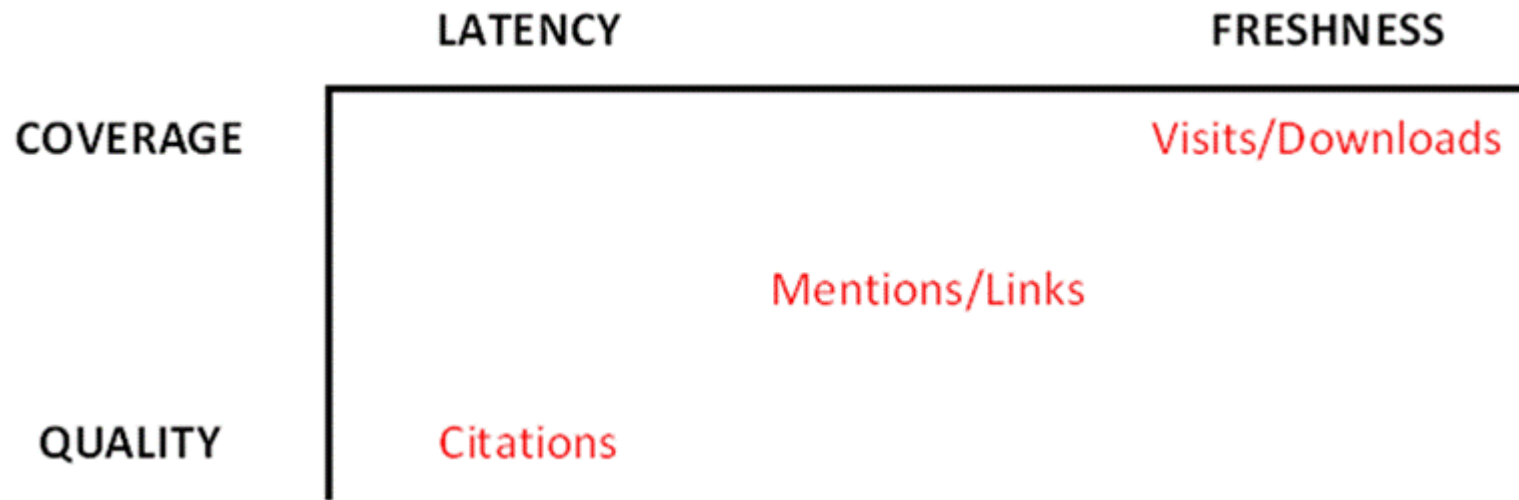 LATENCY FRESHNESS
COVERAGE Visits/Downloads
Mentions/Links
QUALITY Citations